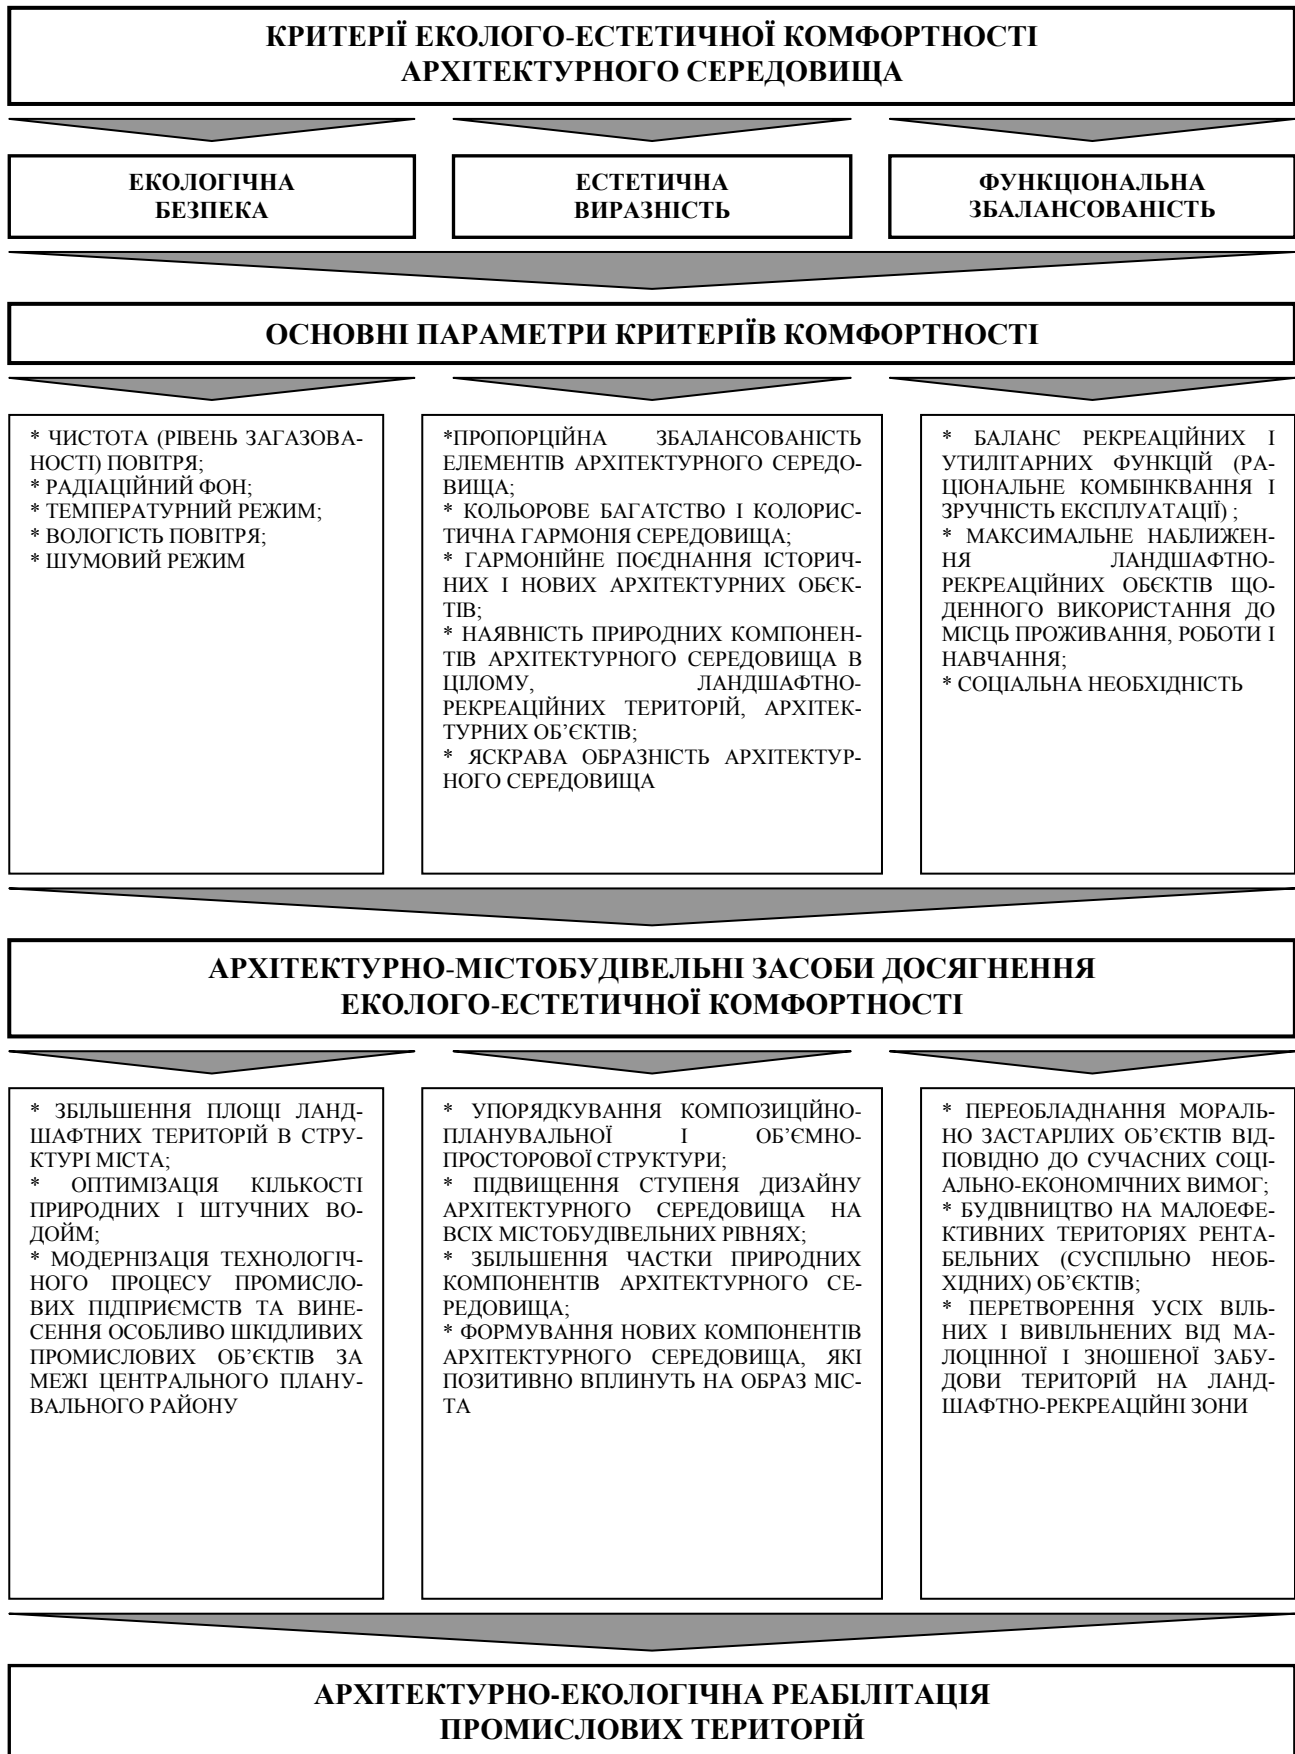 КРИТЕРІЇ ЕКОЛОГО-ЕСТЕТИЧНОЇ КОМФОРТНОСТІ
АРХІТЕКТУРНОГО СЕРЕДОВИЩА
ЕКОЛОГІЧНА
БЕЗПЕКА
ЕСТЕТИЧНА
ВИРАЗНІСТЬ
ФУНКЦІОНАЛЬНА
ЗБАЛАНСОВАНІСТЬ
ОСНОВНІ ПАРАМЕТРИ КРИТЕРІЇВ КОМФОРТНОСТІ
* ЧИСТОТА (РІВЕНЬ ЗАГАЗОВА-
НОСТІ) ПОВІТРЯ;
* РАДІАЦІЙНИЙ ФОН;
* ТЕМПЕРАТУРНИЙ РЕЖИМ;
* ВОЛОГІСТЬ ПОВІТРЯ;
* ШУМОВИЙ РЕЖИМ
*ПРОПОРЦІЙНА ЗБАЛАНСОВАНІСТЬ
ЕЛЕМЕНТІВ АРХІТЕКТУРНОГО СЕРЕДО-
ВИЩА;
* КОЛЬОРОВЕ БАГАТСТВО І КОЛОРИС-
ТИЧНА ГАРМОНІЯ СЕРЕДОВИЩА;
* ГАРМОНІЙНЕ ПОЄДНАННЯ ІСТОРИЧ-
НИХ І НОВИХ АРХІТЕКТУРНИХ ОБЄК-
ТІВ;
* НАЯВНІСТЬ ПРИРОДНИХ КОМПОНЕН-
ТІВ АРХІТЕКТУРНОГО СЕРЕДОВИЩА В
ЦІЛОМУ, ЛАНДШАФТНО-
РЕКРЕАЦІЙНИХ ТЕРИТОРІЙ, АРХІТЕК-
ТУРНИХ ОБ’ЄКТІВ;
* ЯСКРАВА ОБРАЗНІСТЬ АРХІТЕКТУР-
НОГО СЕРЕДОВИЩА
* БАЛАНС РЕКРЕАЦІЙНИХ І
УТИЛІТАРНИХ ФУНКЦІЙ (РА-
ЦІОНАЛЬНЕ КОМБІНКВАННЯ І
ЗРУЧНІСТЬ ЕКСПЛУАТАЦІЇ) ;
* МАКСИМАЛЬНЕ НАБЛИЖЕН-
НЯ ЛАНДШАФТНО-
РЕКРЕАЦІЙНИХ ОБЄКТІВ ЩО-
ДЕННОГО ВИКОРИСТАННЯ ДО
МІСЦЬ ПРОЖИВАННЯ, РОБОТИ І
НАВЧАННЯ;
* СОЦІАЛЬНА НЕОБХІДНІСТЬ
АРХІТЕКТУРНО-МІСТОБУДІВЕЛЬНІ ЗАСОБИ ДОСЯГНЕННЯ
ЕКОЛОГО-ЕСТЕТИЧНОЇ КОМФОРТНОСТІ
* ЗБІЛЬШЕННЯ ПЛОЩІ ЛАНД-
ШАФТНИХ ТЕРИТОРІЙ В СТРУ-
КТУРІ МІСТА;
* ОПТИМІЗАЦІЯ КІЛЬКОСТІ
ПРИРОДНИХ І ШТУЧНИХ ВО-
ДОЙМ;
* МОДЕРНІЗАЦІЯ ТЕХНОЛОГІЧ-
НОГО ПРОЦЕСУ ПРОМИСЛО-
ВИХ ПІДПРИЄМСТВ ТА ВИНЕ-
СЕННЯ ОСОБЛИВО ШКІДЛИВИХ
ПРОМИСЛОВИХ ОБ’ЄКТІВ ЗА
МЕЖІ ЦЕНТРАЛЬНОГО ПЛАНУ-
ВАЛЬНОГО РАЙОНУ
* УПОРЯДКУВАННЯ КОМПОЗИЦІЙНО-
ПЛАНУВАЛЬНОЇ І ОБ’ЄМНО-
ПРОСТОРОВОЇ СТРУКТУРИ;
* ПІДВИЩЕННЯ СТУПЕНЯ ДИЗАЙНУ
АРХІТЕКТУРНОГО СЕРЕДОВИЩА НА
ВСІХ МІСТОБУДІВЕЛЬНИХ РІВНЯХ;
* ЗБІЛЬШЕННЯ ЧАСТКИ ПРИРОДНИХ
КОМПОНЕНТІВ АРХІТЕКТУРНОГО СЕ-
РЕДОВИЩА;
* ФОРМУВАННЯ НОВИХ КОМПОНЕНТІВ
АРХІТЕКТУРНОГО СЕРЕДОВИЩА, ЯКІ
ПОЗИТИВНО ВПЛИНУТЬ НА ОБРАЗ МІС-
ТА
* ПЕРЕОБЛАДНАННЯ МОРАЛЬ-
НО ЗАСТАРІЛИХ ОБ’ЄКТІВ ВІД-
ПОВІДНО ДО СУЧАСНИХ СОЦІ-
АЛЬНО-ЕКОНОМІЧНИХ ВИМОГ;
* БУДІВНИЦТВО НА МАЛОЕФЕ-
КТИВНИХ ТЕРИТОРІЯХ РЕНТА-
БЕЛЬНИХ (СУСПІЛЬНО НЕОБ-
ХІДНИХ) ОБ’ЄКТІВ;
* ПЕРЕТВОРЕННЯ УСІХ ВІЛЬ-
НИХ І ВИВІЛЬНЕНИХ ВІД МА-
ЛОЦІННОЇ І ЗНОШЕНОЇ ЗАБУ-
ДОВИ ТЕРИТОРІЙ НА ЛАНД-
ШАФТНО-РЕКРЕАЦІЙНІ ЗОНИ
АРХІТЕКТУРНО-ЕКОЛОГІЧНА РЕАБІЛІТАЦІЯ
ПРОМИСЛОВИХ ТЕРИТОРІЙ